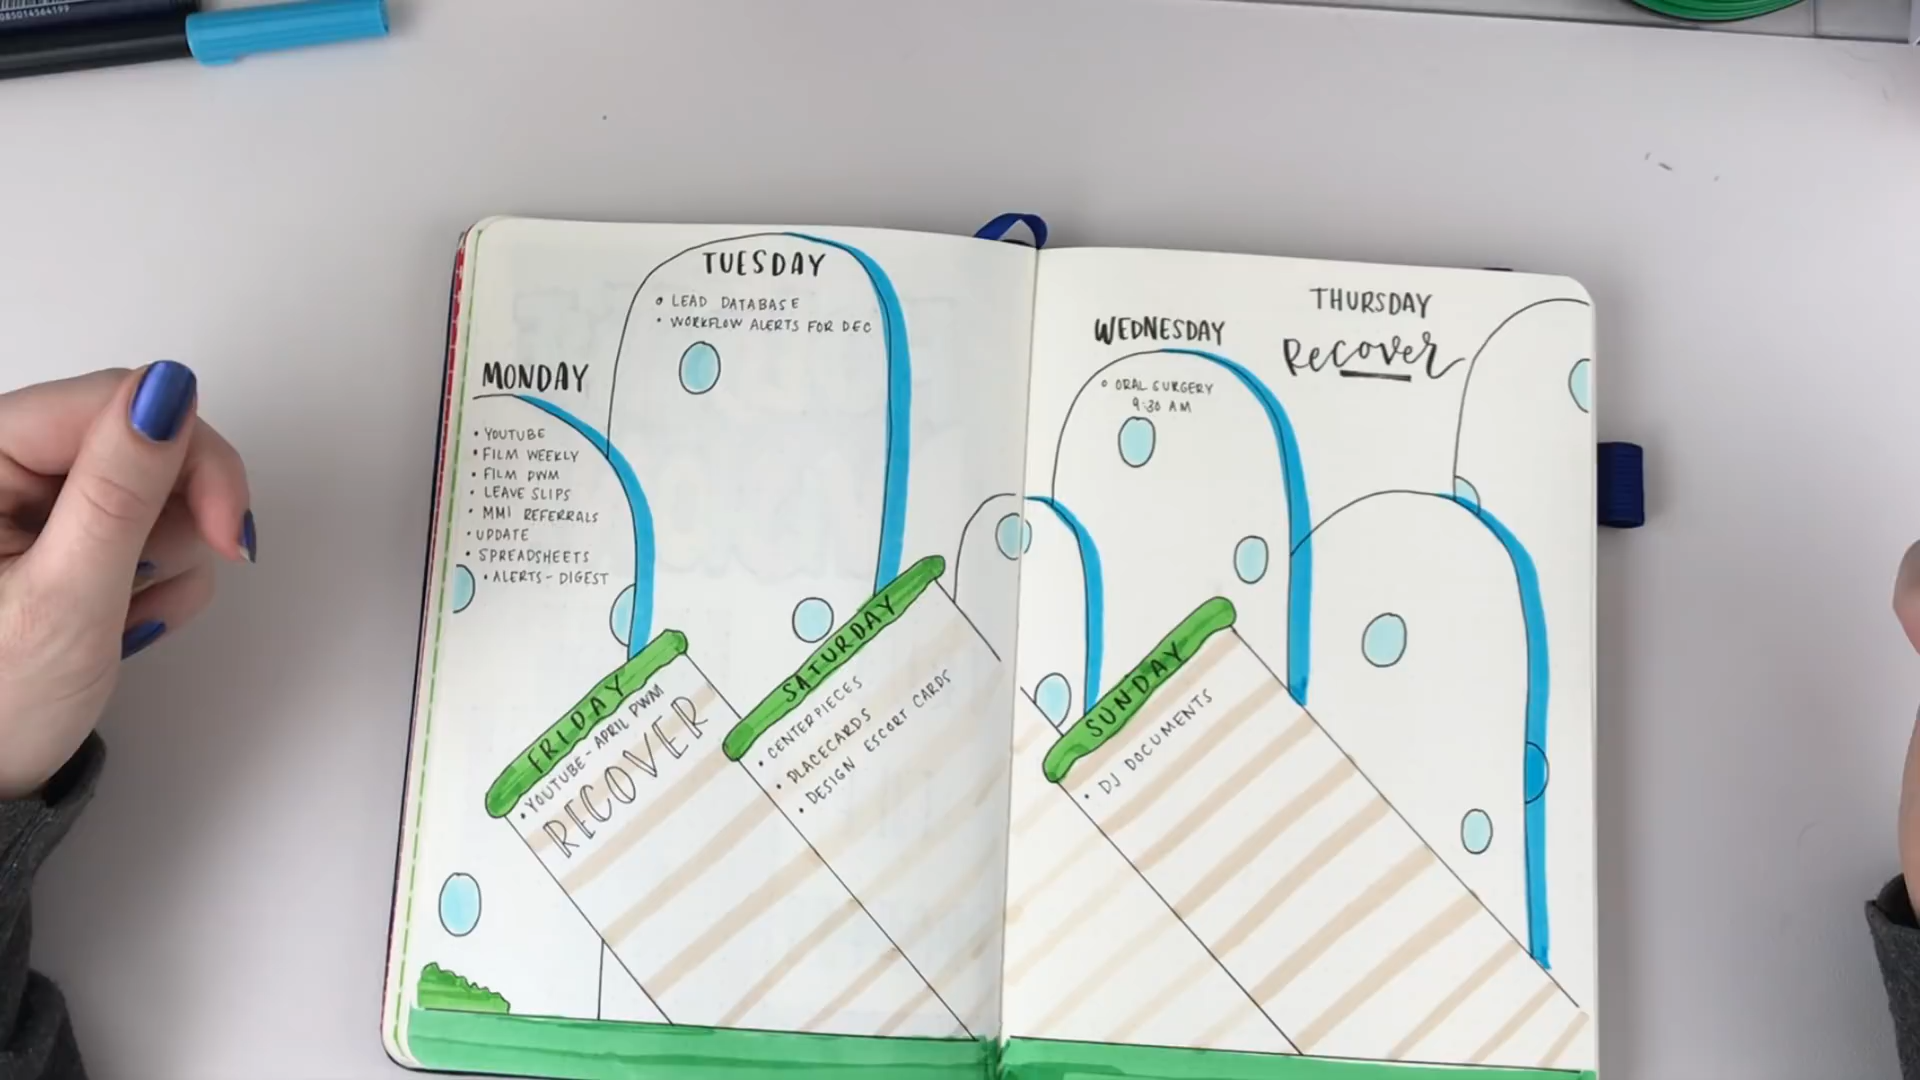 085014564199
MONDAY
• YOUTUBE
• FILM WEEKLY
• FILM PWM
• LEAVE SLIPS
• MMI REFERRALS
• UPDATE
• SPREADSHEETS
• ALERTS - DIGEST
TUESDAY
• LEAD DATABASE
• WORKFLOW ALERTS FOR DEC
WEDNESDAY
• ORAL SURGERY
9:30 AM
THURSDAY
Recover
FRIDAY
• YOUTUBE - APRIL PWM
RECOVER
SATURDAY
• CENTERPIECES
• PLACECARDS
• DESIGN ESCORT CARDS
SUNDAY
• DJ DOCUMENTS